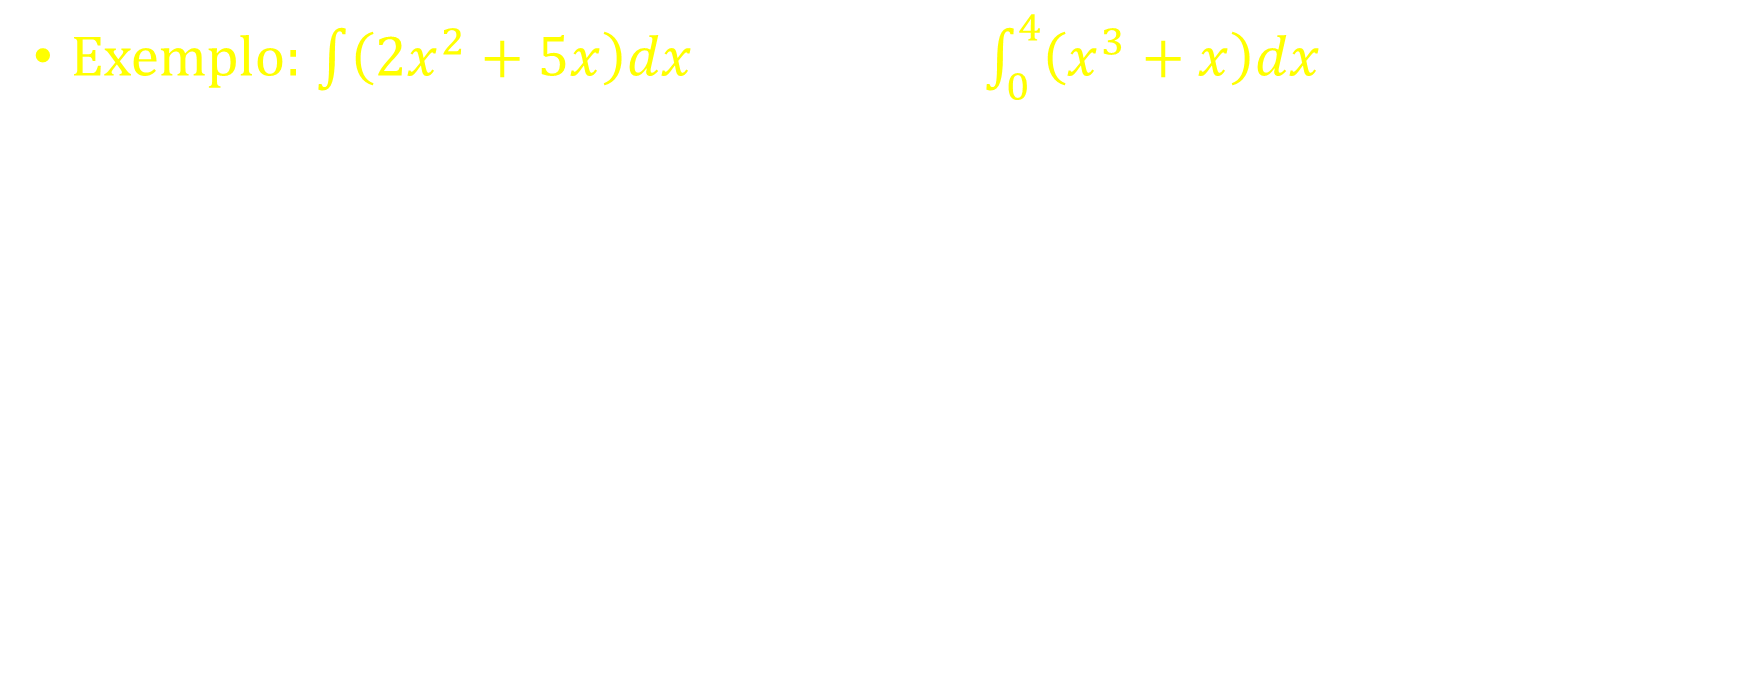 • Exemplo: ∫(2x² + 5x)dx ∫₀⁴(x³ + x)dx